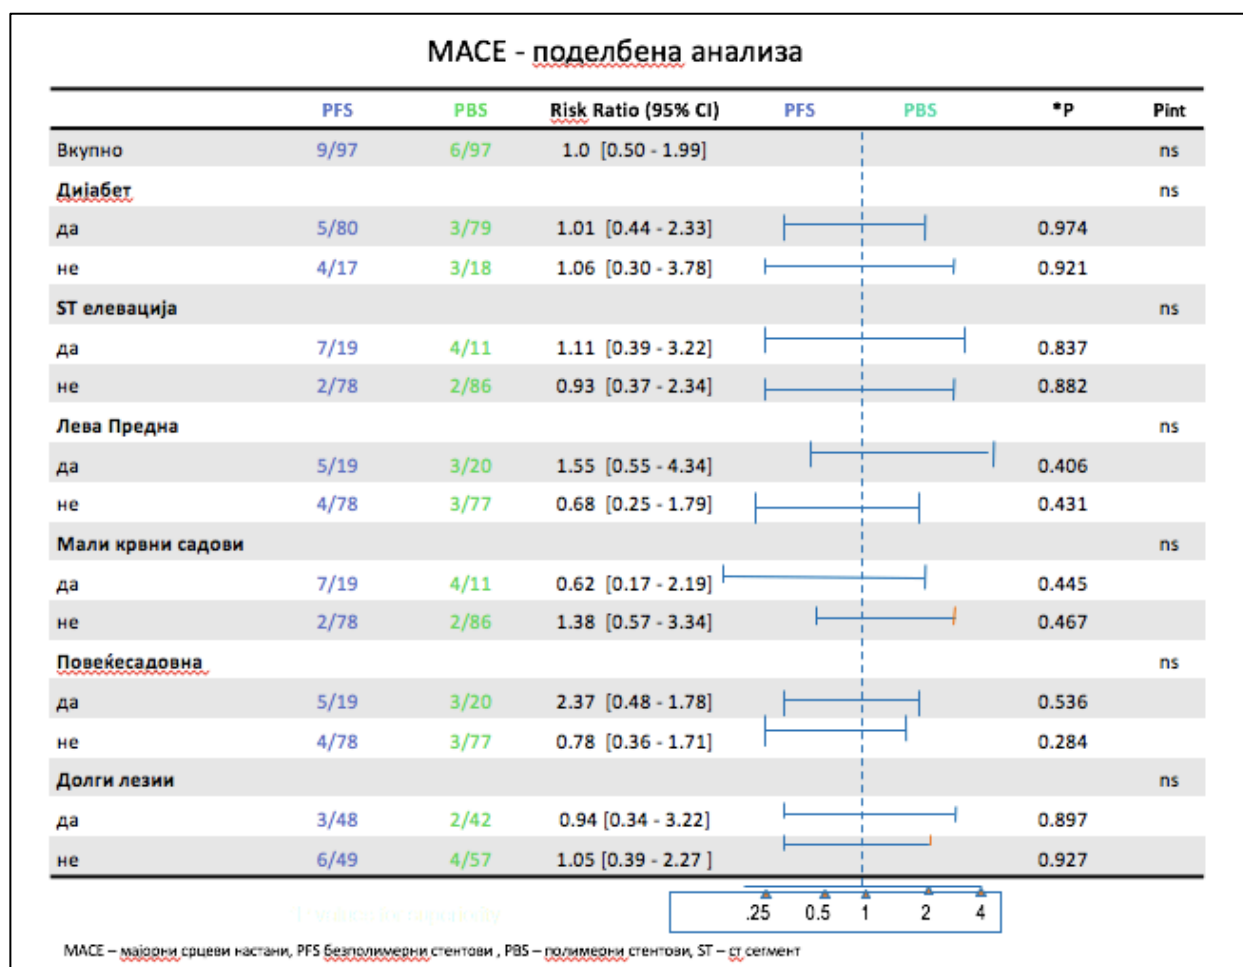 MACE - поделбена анализа
PFS PBS Risk Ratio (95% CI) PFS PBS *P Pint
Вкупно 9/97 6/97 1.0 [0.50 - 1.99] ns
Дијабет ns
да 5/80 3/79 1.01 [0.44 - 2.33] 0.974
не 4/17 3/18 1.06 [0.30 - 3.78] 0.921
ST елевација ns
да 7/19 4/11 1.11 [0.39 - 3.22] 0.837
не 2/78 2/86 0.93 [0.37 - 2.34] 0.882
Лева Предна ns
да 5/19 3/20 1.55 [0.55 - 4.34] 0.406
не 4/78 3/77 0.68 [0.25 - 1.79] 0.431
Мали крвни садови ns
да 7/19 4/11 0.62 [0.17 - 2.19] 0.445
не 2/78 2/86 1.38 [0.57 - 3.34] 0.467
Повеќесадовна ns
да 5/19 3/20 2.37 [0.48 - 1.78] 0.536
не 4/78 3/77 0.78 [0.36 - 1.71] 0.284
Долги лезии ns
да 3/48 2/42 0.94 [0.34 - 3.22] 0.897
не 6/49 4/57 1.05 [0.39 - 2.27 ] 0.927
.25 0.5 1 2 4
MACE – мајорни срцеви настани, PFS безполимерни стентови , PBS – полимерни стентови, ST – ст сегмент